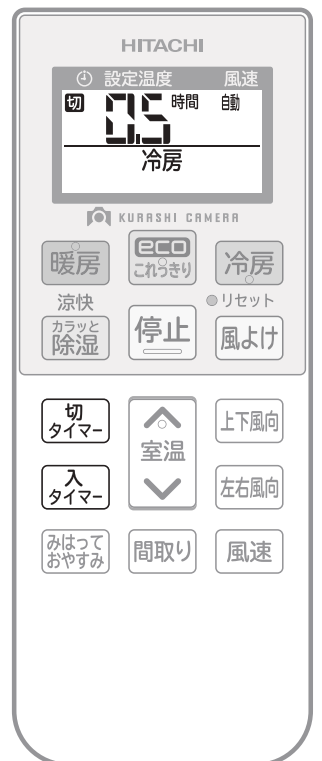 HITACHI
設定温度 風速
切 0.5 時間 自動
冷房
KURASHI CAMERA
暖房 eco これっきり 冷房
涼快 リセット
カラッと 除湿 停止 風よけ
切 タイマー 上下風向
室温
入 タイマー 左右風向
みはって おやすみ 間取り 風速